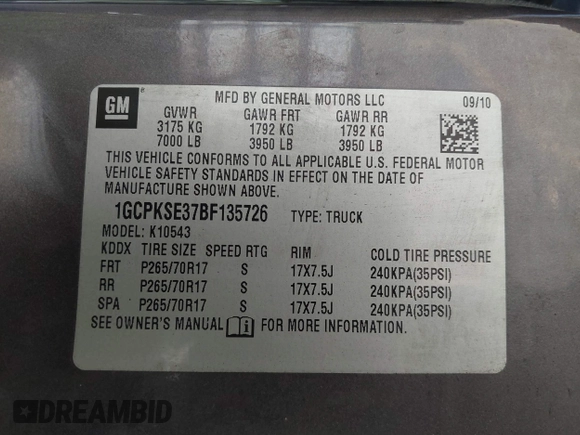 GM
MFD BY GENERAL MOTORS LLC 09/10
GVWR GAWR FRT GAWR RR
3175 KG 1792 KG 1792 KG
7000 LB 3950 LB 3950 LB
THIS VEHICLE CONFORMS TO ALL APPLICABLE U.S. FEDERAL MOTOR
VEHICLE SAFETY STANDARDS IN EFFECT ON THE DATE OF
MANUFACTURE SHOWN ABOVE.
1GCPKSE37BF135726 TYPE: TRUCK
MODEL: K10543
KDDX TIRE SIZE SPEED RTG RIM COLD TIRE PRESSURE
FRT P265/70R17 S 17X7.5J 240KPA(35PSI)
RR P265/70R17 S 17X7.5J 240KPA(35PSI)
SPA P265/70R17 S 17X7.5J 240KPA(35PSI)
SEE OWNER'S MANUAL FOR MORE INFORMATION.
DREAMBID